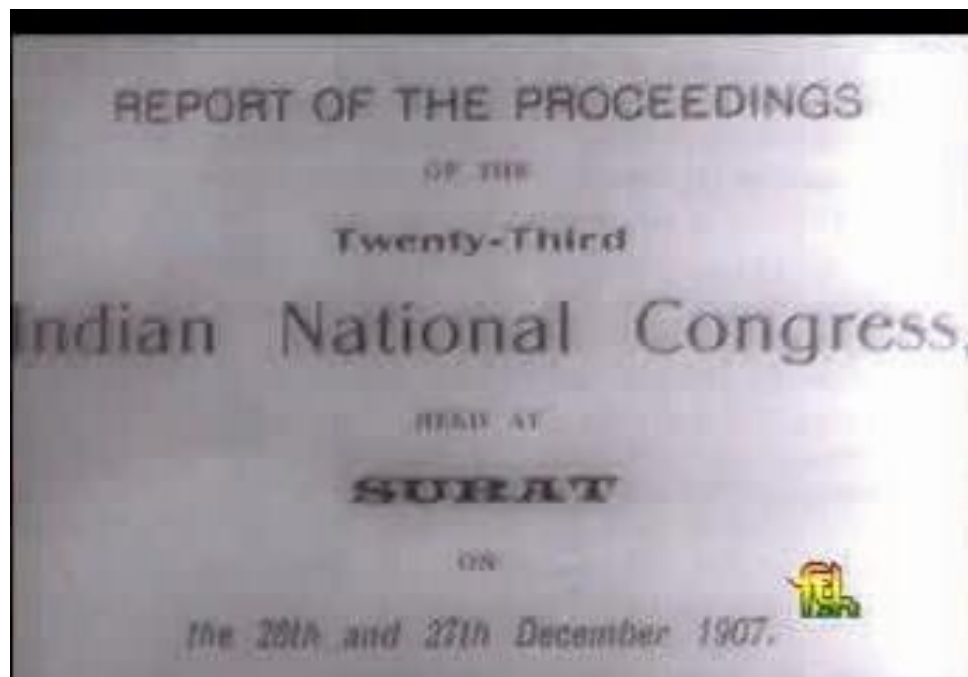 REPORT OF THE PROCEEDINGS
OF THE
Twenty-Third
Indian National Congress,
HELD AT
SURAT
ON
the 26th and 27th December 1907.